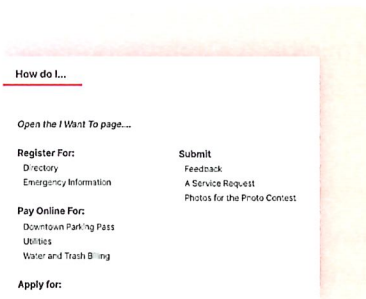 How do I...
Open the I Want To page....
Register For:
Directory
Emergency Information
Pay Online For:
Downtown Parking Pass
Utilities
Water and Trash Billing
Apply for:
Submit
Feedback
A Service Request
Photos for the Photo Contest